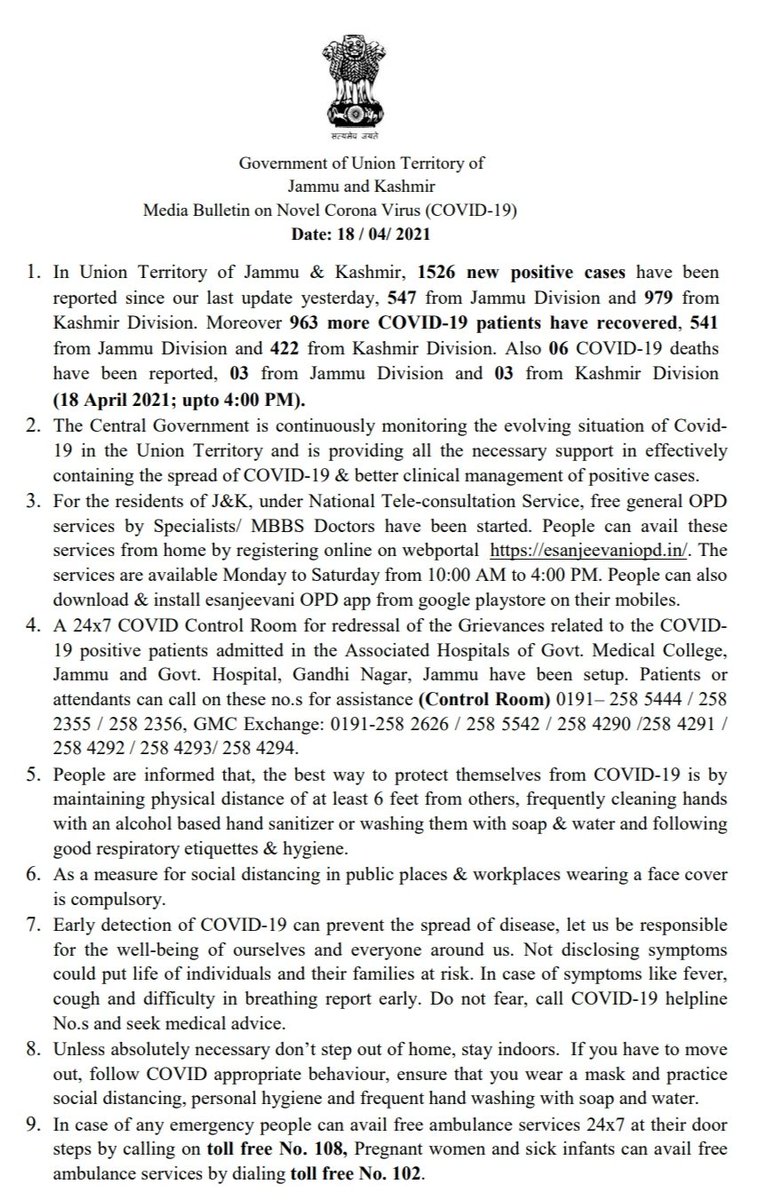 सत्यमेव जयते
Government of Union Territory of
Jammu and Kashmir
Media Bulletin on Novel Corona Virus (COVID-19)
Date: 18 / 04/ 2021
1. In Union Territory of Jammu & Kashmir, 1526 new positive cases have been
reported since our last update yesterday, 547 from Jammu Division and 979 from
Kashmir Division. Moreover 963 more COVID-19 patients have recovered, 541
from Jammu Division and 422 from Kashmir Division. Also 06 COVID-19 deaths
have been reported, 03 from Jammu Division and 03 from Kashmir Division
(18 April 2021; upto 4:00 PM).
2. The Central Government is continuously monitoring the evolving situation of Covid-
19 in the Union Territory and is providing all the necessary support in effectively
containing the spread of COVID-19 & better clinical management of positive cases.
3. For the residents of J&K, under National Tele-consultation Service, free general OPD
services by Specialists/ MBBS Doctors have been started. People can avail these
services from home by registering online on webportal https://esanjeevaniopd.in/. The
services are available Monday to Saturday from 10:00 AM to 4:00 PM. People can also
download & install esanjeevani OPD app from google playstore on their mobiles.
4. A 24x7 COVID Control Room for redressal of the Grievances related to the COVID-
19 positive patients admitted in the Associated Hospitals of Govt. Medical College,
Jammu and Govt. Hospital, Gandhi Nagar, Jammu have been setup. Patients or
attendants can call on these no.s for assistance (Control Room) 0191– 258 5444 / 258
2355 / 258 2356, GMC Exchange: 0191-258 2626 / 258 5542 / 258 4290 /258 4291 /
258 4292 / 258 4293/ 258 4294.
5. People are informed that, the best way to protect themselves from COVID-19 is by
maintaining physical distance of at least 6 feet from others, frequently cleaning hands
with an alcohol based hand sanitizer or washing them with soap & water and following
good respiratory etiquettes & hygiene.
6. As a measure for social distancing in public places & workplaces wearing a face cover
is compulsory.
7. Early detection of COVID-19 can prevent the spread of disease, let us be responsible
for the well-being of ourselves and everyone around us. Not disclosing symptoms
could put life of individuals and their families at risk. In case of symptoms like fever,
cough and difficulty in breathing report early. Do not fear, call COVID-19 helpline
No.s and seek medical advice.
8. Unless absolutely necessary don’t step out of home, stay indoors. If you have to move
out, follow COVID appropriate behaviour, ensure that you wear a mask and practice
social distancing, personal hygiene and frequent hand washing with soap and water.
9. In case of any emergency people can avail free ambulance services 24x7 at their door
steps by calling on toll free No. 108, Pregnant women and sick infants can avail free
ambulance services by dialing toll free No. 102.